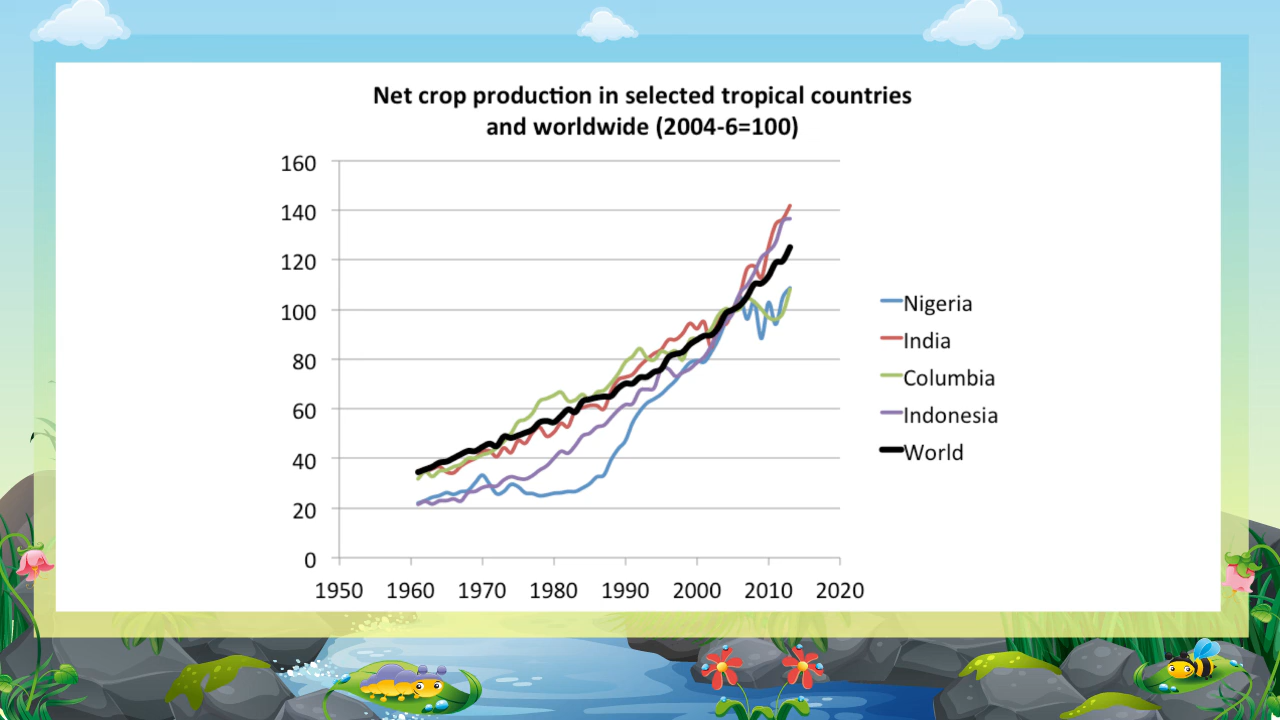 Net crop production in selected tropical countries
and worldwide (2004-6=100)
160
140
120
100
80
60
40
20
0
1950 1960 1970 1980 1990 2000 2010 2020
Nigeria
India
Columbia
Indonesia
World